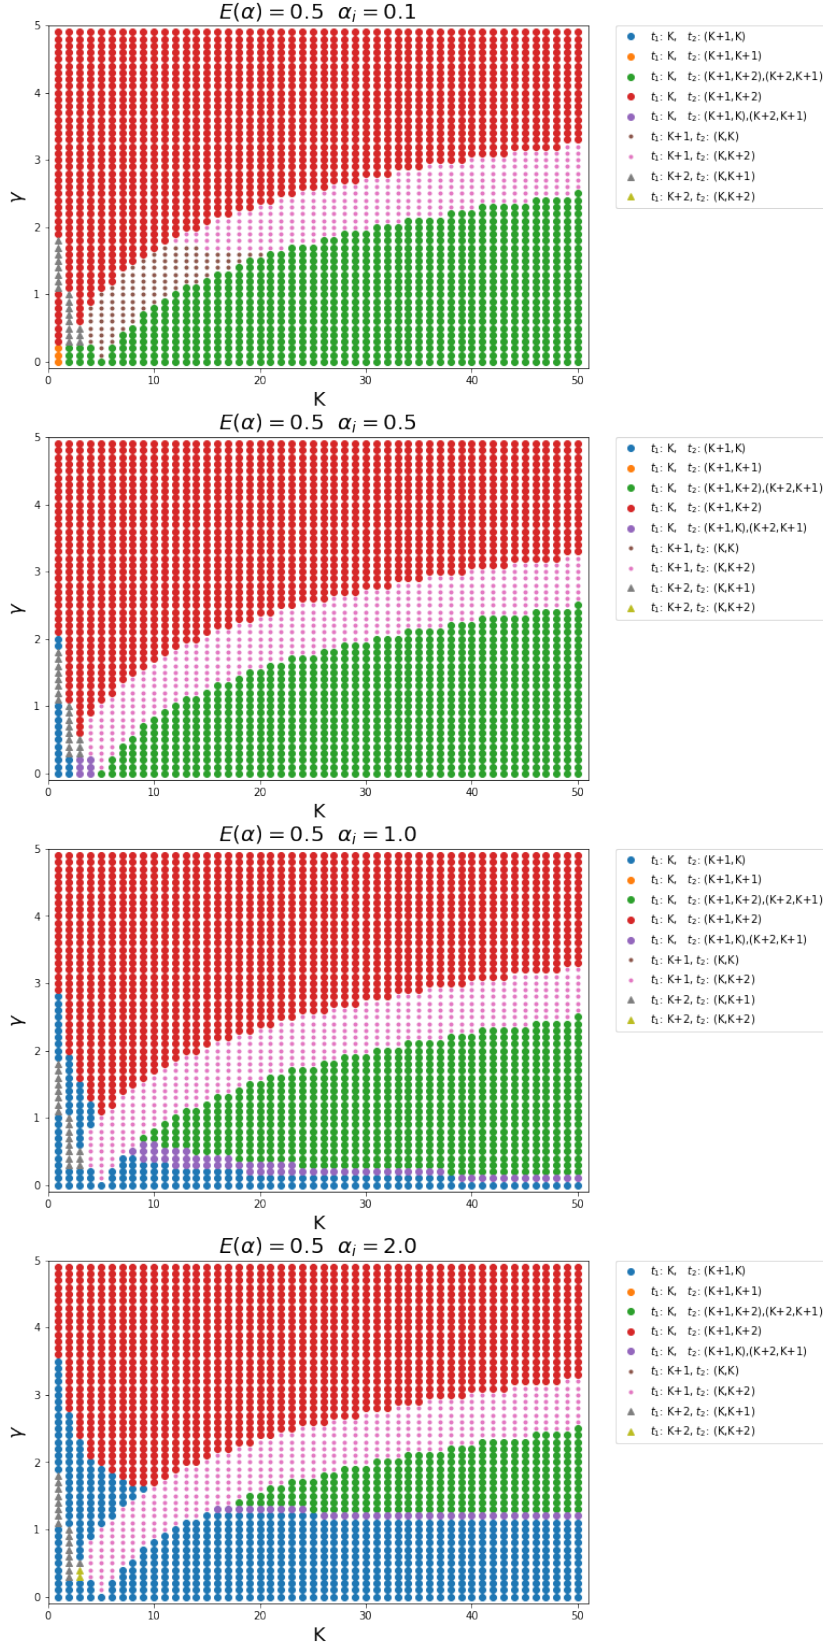 E(α) = 0.5  α_i = 0.1
5
4
3
2
1
0
γ
0 10 20 30 40 50
K
t₁: K, t₂: (K+1,K)
t₁: K, t₂: (K+1,K+1)
t₁: K, t₂: (K+1,K+2),(K+2,K+1)
t₁: K, t₂: (K+1,K+2)
t₁: K, t₂: (K+1,K),(K+2,K+1)
t₁: K+1, t₂: (K,K)
t₁: K+1, t₂: (K,K+2)
t₁: K+2, t₂: (K,K+1)
t₁: K+2, t₂: (K,K+2)
E(α) = 0.5  α_i = 0.5
5
4
3
2
1
0
γ
0 10 20 30 40 50
K
t₁: K, t₂: (K+1,K)
t₁: K, t₂: (K+1,K+1)
t₁: K, t₂: (K+1,K+2),(K+2,K+1)
t₁: K, t₂: (K+1,K+2)
t₁: K, t₂: (K+1,K),(K+2,K+1)
t₁: K+1, t₂: (K,K)
t₁: K+1, t₂: (K,K+2)
t₁: K+2, t₂: (K,K+1)
t₁: K+2, t₂: (K,K+2)
E(α) = 0.5  α_i = 1.0
5
4
3
2
1
0
γ
0 10 20 30 40 50
K
t₁: K, t₂: (K+1,K)
t₁: K, t₂: (K+1,K+1)
t₁: K, t₂: (K+1,K+2),(K+2,K+1)
t₁: K, t₂: (K+1,K+2)
t₁: K, t₂: (K+1,K),(K+2,K+1)
t₁: K+1, t₂: (K,K)
t₁: K+1, t₂: (K,K+2)
t₁: K+2, t₂: (K,K+1)
t₁: K+2, t₂: (K,K+2)
E(α) = 0.5  α_i = 2.0
5
4
3
2
1
0
γ
0 10 20 30 40 50
K
t₁: K, t₂: (K+1,K)
t₁: K, t₂: (K+1,K+1)
t₁: K, t₂: (K+1,K+2),(K+2,K+1)
t₁: K, t₂: (K+1,K+2)
t₁: K, t₂: (K+1,K),(K+2,K+1)
t₁: K+1, t₂: (K,K)
t₁: K+1, t₂: (K,K+2)
t₁: K+2, t₂: (K,K+1)
t₁: K+2, t₂: (K,K+2)